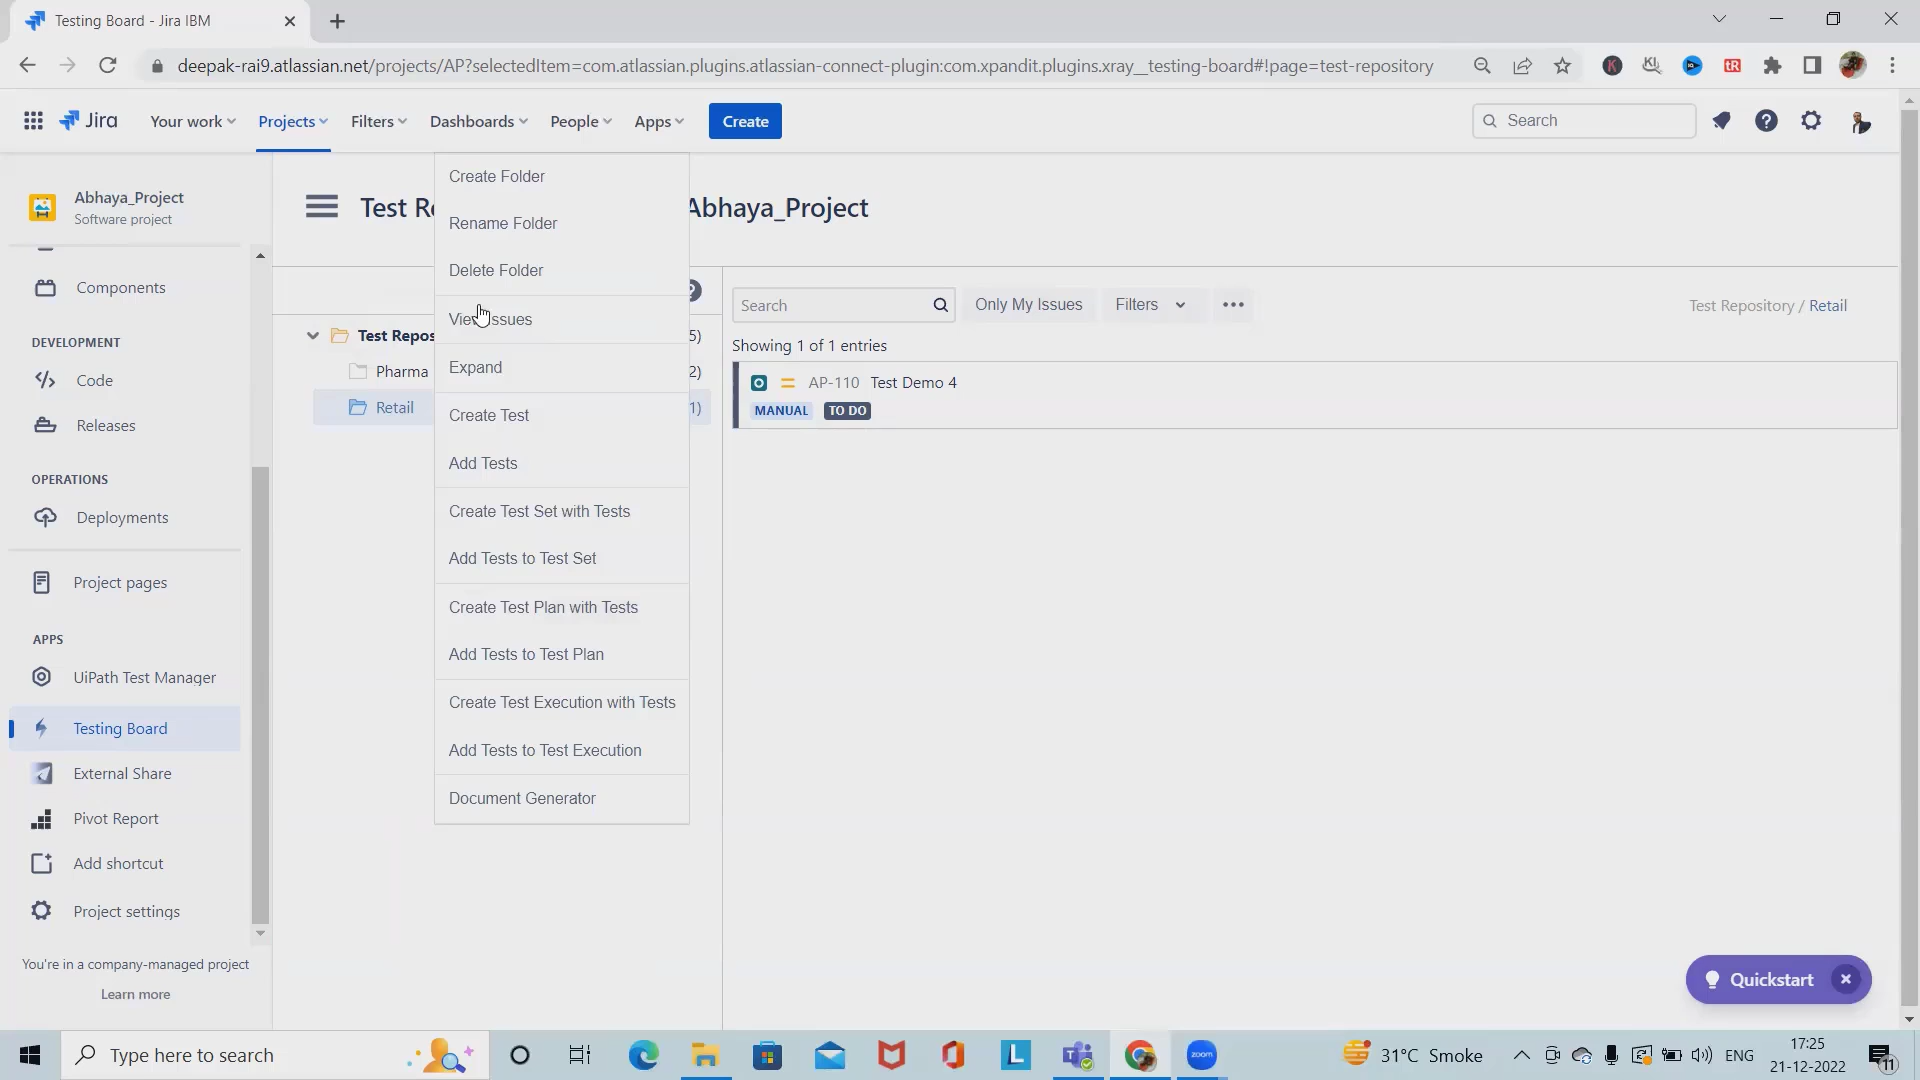 Testing Board - Jira IBM
deepak-rai9.atlassian.net/projects/AP?selectedItem=com.atlassian.plugins.atlassian-connect-plugin:com.xpandit.plugins.xray__testing-board#!page=test-repository
Jira
Your work
Projects
Filters
Dashboards
People
Apps
Create
Search
Abhaya_Project
Software project
Components
DEVELOPMENT
Code
Releases
OPERATIONS
Deployments
Project pages
APPS
UiPath Test Manager
Testing Board
External Share
Pivot Report
Add shortcut
Project settings
You're in a company-managed project
Learn more
Test Re
Abhaya_Project
Test Repos
5)
Pharma
2)
Retail
1)
Create Folder
Rename Folder
Delete Folder
View Issues
Expand
Create Test
Add Tests
Create Test Set with Tests
Add Tests to Test Set
Create Test Plan with Tests
Add Tests to Test Plan
Create Test Execution with Tests
Add Tests to Test Execution
Document Generator
Search
Only My Issues
Filters
Test Repository / Retail
Showing 1 of 1 entries
AP-110 Test Demo 4
MANUAL TO DO
Quickstart
Type here to search
zoom
31°C Smoke
ENG
17:25
21-12-2022
11